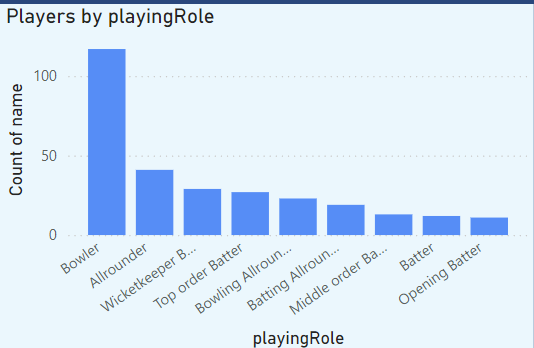 Players by playingRole
Count of name
100
50
0
Bowler
Allrounder
Wicketkeeper B...
Top order Batter
Bowling Allroun...
Batting Allroun...
Middle order Ba...
Batter
Opening Batter
playingRole